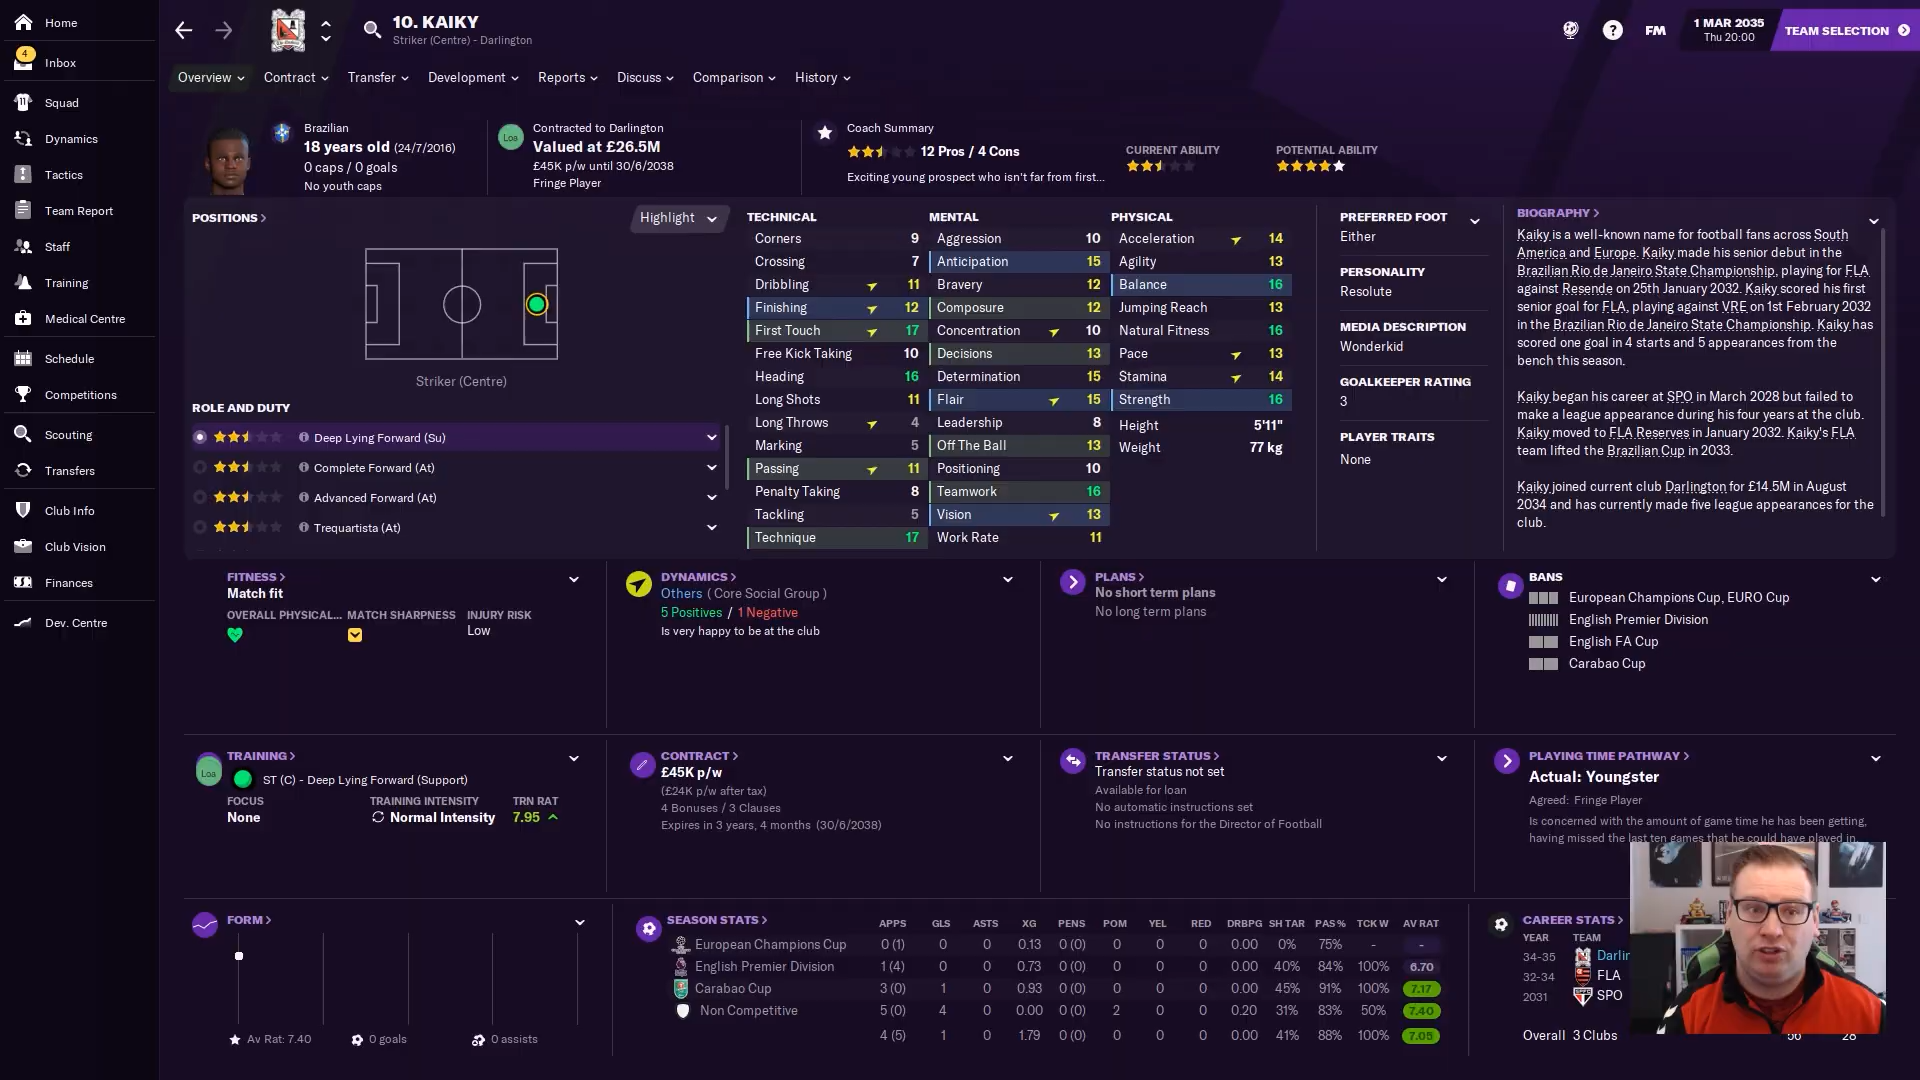 Home
4
Inbox
Squad
Dynamics
Tactics
Team Report
Staff
Training
Medical Centre
Schedule
Competitions
Scouting
Transfers
Club Info
Club Vision
Finances
Dev. Centre
10. KAIKY
Striker (Centre) - Darlington
FM
1 MAR 2035
Thu 20:00
TEAM SELECTION
Overview Contract Transfer Development Reports Discuss Comparison History
Brazilian
18 years old (24/7/2016)
0 caps / 0 goals
No youth caps
Loa
Contracted to Darlington
Valued at £26.5M
£45K p/w until 30/6/2038
Fringe Player
Coach Summary
12 Pros / 4 Cons
Exciting young prospect who isn't far from first...
CURRENT ABILITY
POTENTIAL ABILITY
POSITIONS >
Highlight
Striker (Centre)
ROLE AND DUTY
Deep Lying Forward (Su)
Complete Forward (At)
Advanced Forward (At)
Trequartista (At)
TECHNICAL
Corners 9
Crossing 7
Dribbling 11
Finishing 12
First Touch 17
Free Kick Taking 10
Heading 16
Long Shots 11
Long Throws 4
Marking 5
Passing 11
Penalty Taking 8
Tackling 5
Technique 17
MENTAL
Aggression 10
Anticipation 15
Bravery 12
Composure 12
Concentration 10
Decisions 13
Determination 15
Flair 15
Leadership 8
Off The Ball 13
Positioning 10
Teamwork 16
Vision 13
Work Rate 11
PHYSICAL
Acceleration 14
Agility 13
Balance 16
Jumping Reach 13
Natural Fitness 16
Pace 13
Stamina 14
Strength 16
Height 5'11"
Weight 77 kg
PREFERRED FOOT
Either
PERSONALITY
Resolute
MEDIA DESCRIPTION
Wonderkid
GOALKEEPER RATING
3
PLAYER TRAITS
None
BIOGRAPHY >
Kaiky is a well-known name for football fans across South
America and Europe. Kaiky made his senior debut in the
Brazilian Rio de Janeiro State Championship, playing for FLA
against Resende on 25th January 2032. Kaiky scored his first
senior goal for FLA, playing against VRE on 1st February 2032
in the Brazilian Rio de Janeiro State Championship. Kaiky has
scored one goal in 4 starts and 5 appearances from the
bench this season.
Kaiky began his career at SPO in March 2028 but failed to
make a league appearance during his four years at the club.
Kaiky moved to FLA Reserves in January 2032. Kaiky's FLA
team lifted the Brazilian Cup in 2033.
Kaiky joined current club Darlington for £14.5M in August
2034 and has currently made five league appearances for the
club.
FITNESS >
Match fit
OVERALL PHYSICAL... MATCH SHARPNESS INJURY RISK
Low
DYNAMICS >
Others ( Core Social Group )
5 Positives / 1 Negative
Is very happy to be at the club
PLANS >
No short term plans
No long term plans
BANS
European Champions Cup, EURO Cup
English Premier Division
English FA Cup
Carabao Cup
TRAINING >
Loa
ST (C) - Deep Lying Forward (Support)
FOCUS TRAINING INTENSITY TRN RAT
None Normal Intensity 7.95
CONTRACT >
£45K p/w
(£24K p/w after tax)
4 Bonuses / 3 Clauses
Expires in 3 years, 4 months (30/6/2038)
TRANSFER STATUS >
Transfer status not set
Available for loan
No automatic instructions set
No instructions for the Director of Football
PLAYING TIME PATHWAY >
Actual: Youngster
Agreed: Fringe Player
Is concerned with the amount of game time he has been getting,
having missed the last ten games that he could have played in.
FORM >
Av Rat: 7.40 0 goals 0 assists
SEASON STATS > APPS GLS ASTS XG PENS POM YEL RED DRBPG SH TAR PAS % TCK W AV RAT
European Champions Cup 0 (1) 0 0 0.13 0 (0) 0 0 0 0.00 0% 75% - -
English Premier Division 1 (4) 0 0 0.73 0 (0) 0 0 0 0.00 40% 84% 100% 6.70
Carabao Cup 3 (0) 1 0 0.93 0 (0) 0 0 0 0.00 45% 91% 100% 7.17
Non Competitive 5 (0) 4 0 0.00 0 (0) 2 0 0 0.20 31% 83% 50% 7.40
4 (5) 1 0 1.79 0 (0) 0 0 0 0.00 41% 88% 100% 7.05
CAREER STATS >
YEAR TEAM
34-35 Darlin
32-34 FLA
2031 SPO
Overall 3 Clubs 56 28